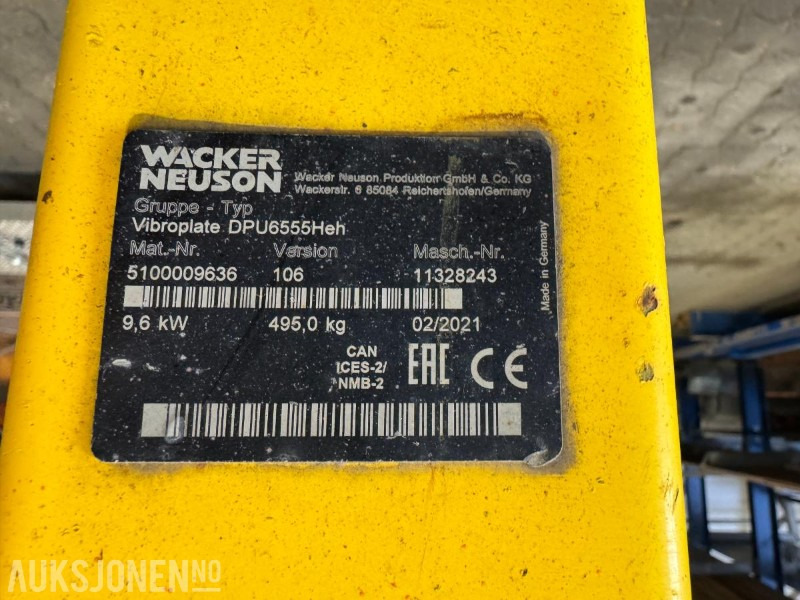 WACKER
NEUSON
Wacker Neuson Produktion GmbH & Co. KG
Wackerstr. 6 85084 Reichertshofen/Germany
Gruppe - Typ
Vibroplate DPU6555Heh
Mat.-Nr. Version Masch.-Nr.
5100009636 106 11328243
9,6 kW 495,0 kg 02/2021
CAN
ICES-2/
NMB-2
EAC CE
Made in Germany
AUKSJONEN.NO